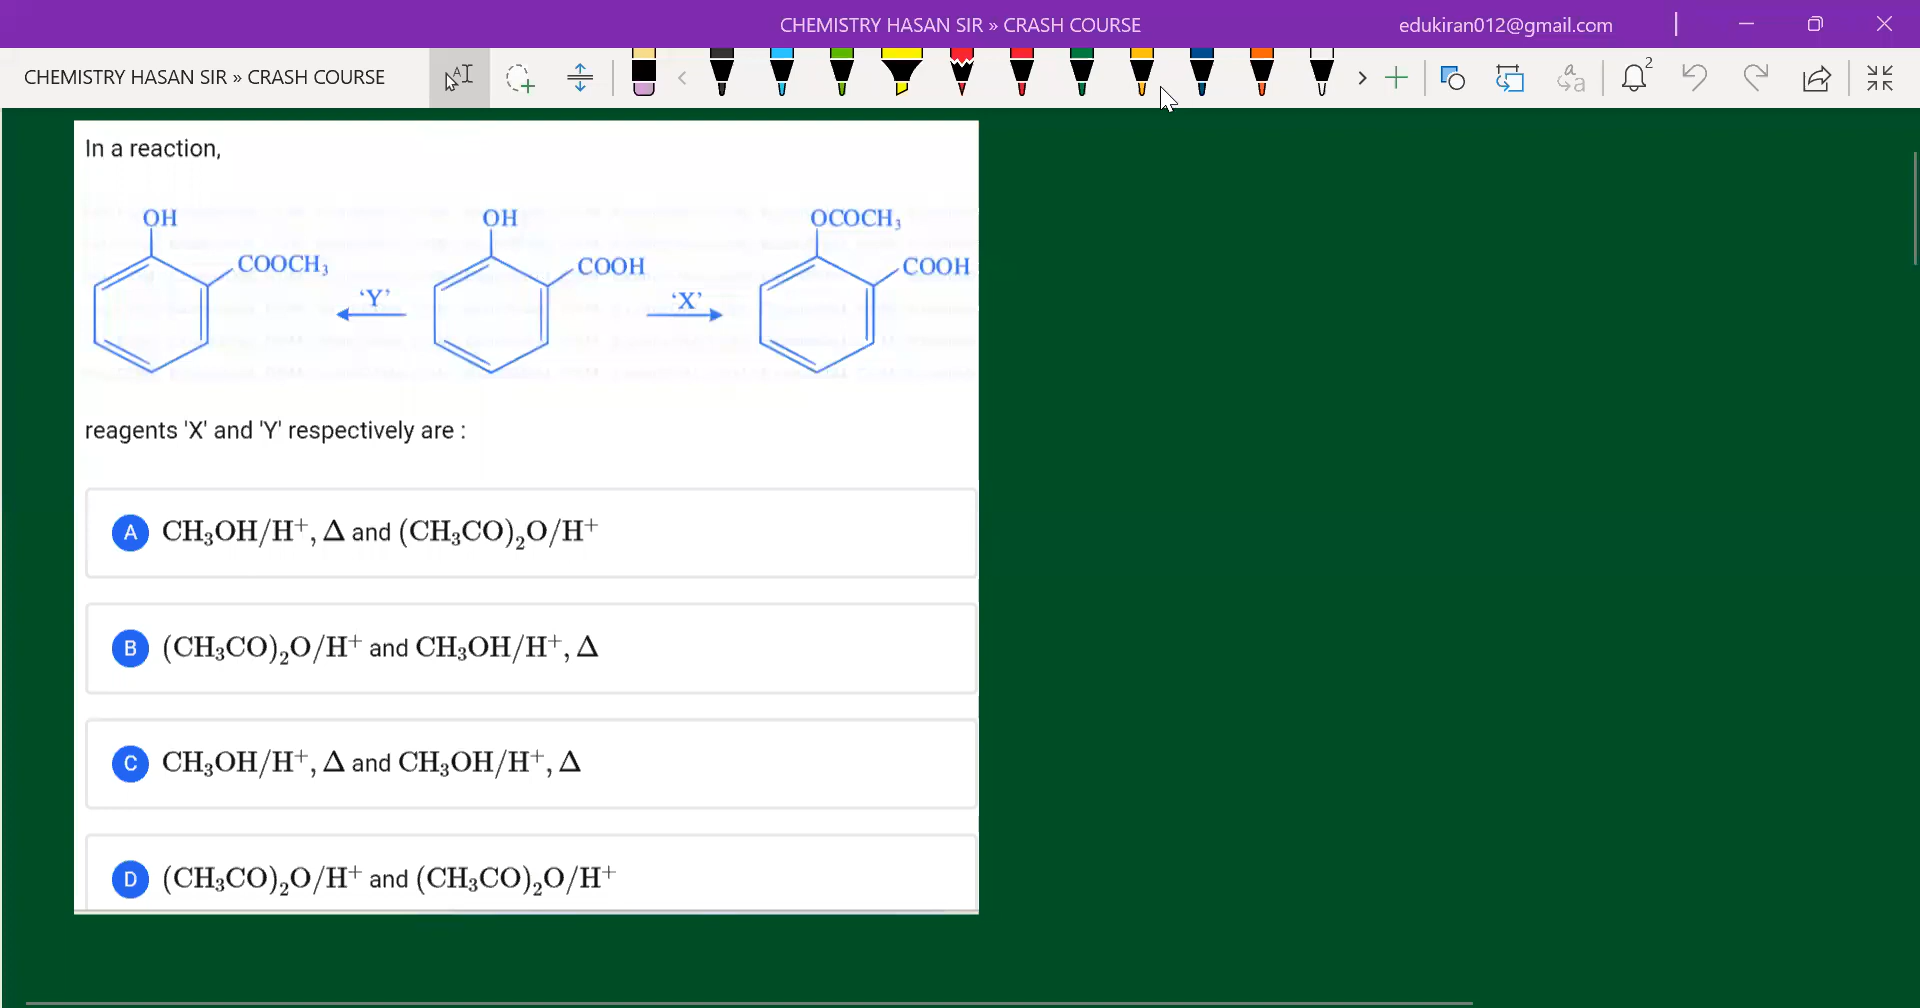 CHEMISTRY HASAN SIR » CRASH COURSE
edukiran012@gmail.com
CHEMISTRY HASAN SIR » CRASH COURSE
2
In a reaction,
OH
COOCH₃
'Y'
OH
COOH
'X'
OCOCH₃
COOH
reagents 'X' and 'Y' respectively are :
A CH₃OH/H⁺, Δ and (CH₃CO)₂O/H⁺
B (CH₃CO)₂O/H⁺ and CH₃OH/H⁺, Δ
C CH₃OH/H⁺, Δ and CH₃OH/H⁺, Δ
D (CH₃CO)₂O/H⁺ and (CH₃CO)₂O/H⁺